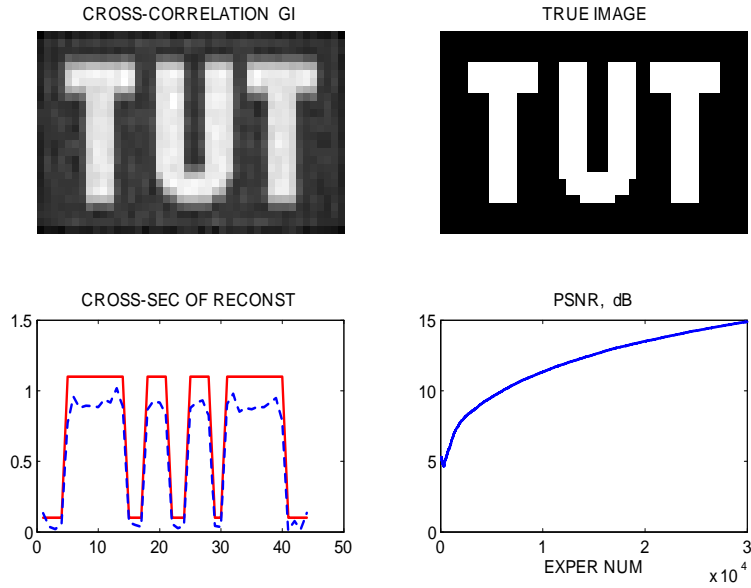 CROSS-CORRELATION GI
TRUE IMAGE
TUT
TUT
CROSS-SEC OF RECONST
PSNR, dB
1.5
1
0.5
0
0
10
20
30
40
50
15
10
5
0
0
1
2
3
EXPER NUM
x 10^4